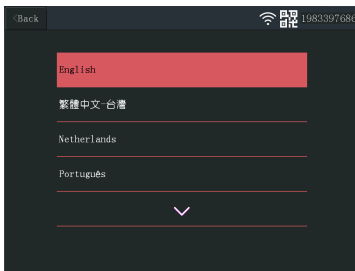 <Back
1983397686
English
繁體中文-台灣
Netherlands
Português